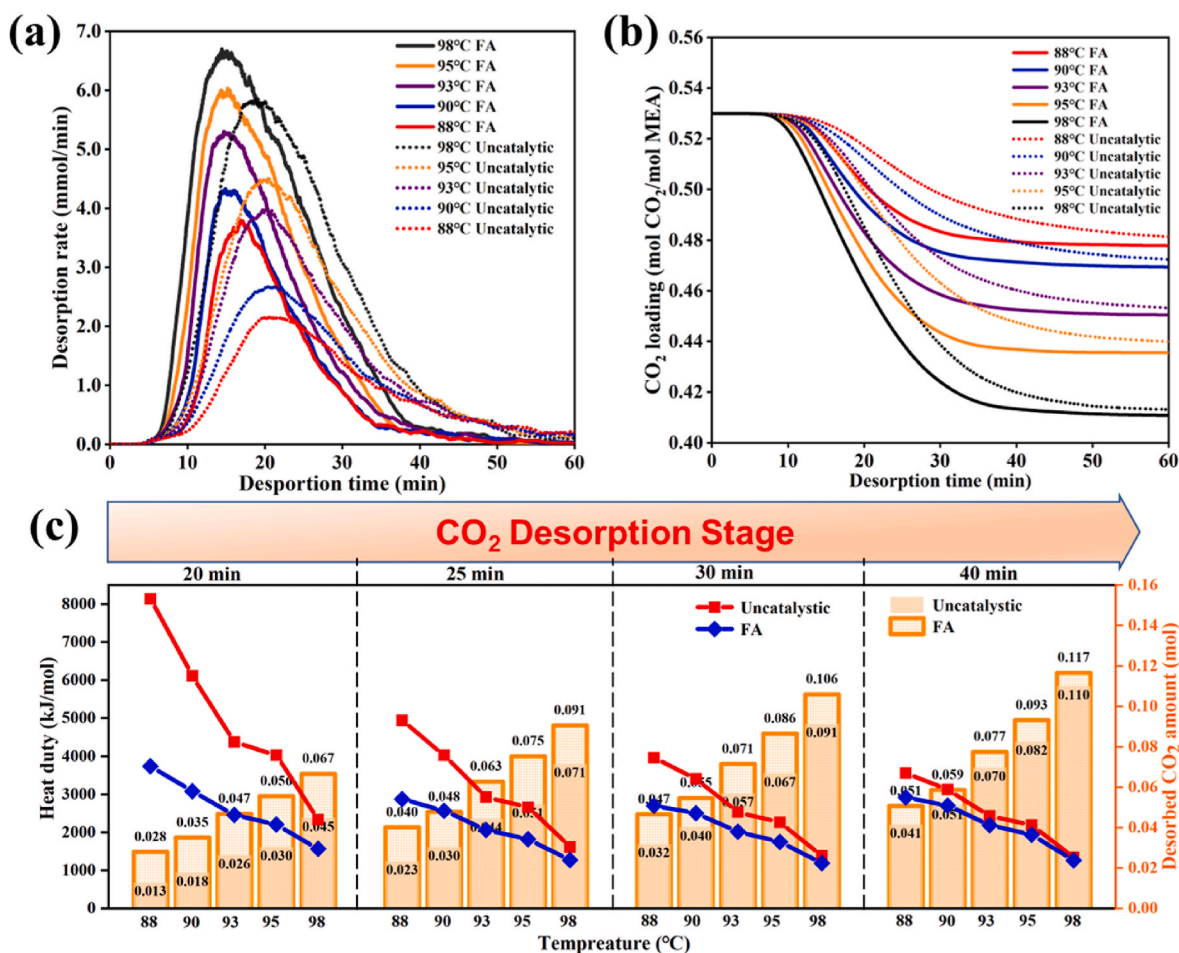 (a)
7.0
6.0
5.0
4.0
3.0
2.0
1.0
0.0
Desorption rate (mmol/min)
98°C FA
95°C FA
93°C FA
90°C FA
88°C FA
98°C Uncatalytic
95°C Uncatalytic
93°C Uncatalytic
90°C Uncatalytic
88°C Uncatalytic
0 10 20 30 40 50 60
Desportion time (min)
(b)
0.56
0.53
0.50
0.48
0.46
0.43
0.40
CO2 loading (mol CO2/mol MEA)
88°C FA
90°C FA
93°C FA
95°C FA
98°C FA
88°C Uncatalytic
90°C Uncatalytic
93°C Uncatalytic
95°C Uncatalytic
98°C Uncatalytic
0 10 20 30 40 50 60
Desorption time (min)
(c)
CO2 Desorption Stage
20 min 25 min 30 min 40 min
8000
7000
6000
5000
4000
3000
2000
1000
0
Heat duty (kJ/mol)
Uncatalystic
FA
Uncatalystic
FA
0.028 0.035 0.047 0.050 0.067
0.013 0.018 0.026 0.030 0.045
0.040 0.048 0.063 0.075 0.091
0.023 0.030 0.051 0.071
0.047 0.055 0.071 0.086 0.106
0.032 0.040 0.057 0.067 0.091
0.051 0.059 0.077 0.093 0.117
0.041 0.051 0.070 0.082 0.110
0.16
0.14
0.12
0.10
0.08
0.06
0.04
0.02
0.00
Desorbed CO2 amount (mol)
88 90 93 95 98 88 90 93 95 98 88 90 93 95 98 88 90 93 95 98
Tempreature (°C)